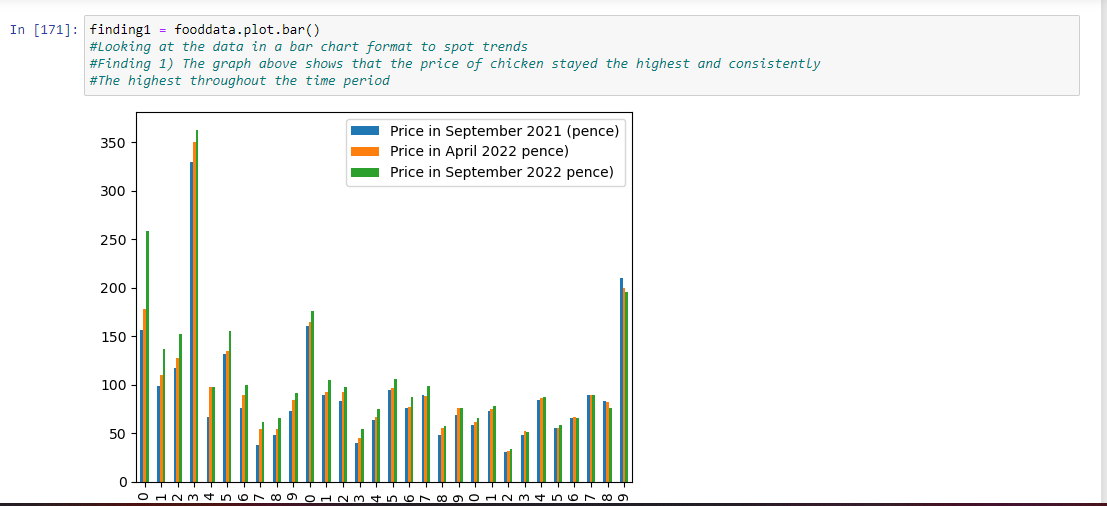 In [171]: finding1 = fooddata.plot.bar()
#Looking at the data in a bar chart format to spot trends
#Finding 1) The graph above shows that the price of chicken stayed the highest and consistently
#The highest throughout the time period
Price in September 2021 (pence)
Price in April 2022 pence)
Price in September 2022 pence)
350
300
250
200
150
100
50
0
0 1 2 3 4 5 6 7 8 9 0 1 2 3 4 5 6 7 8 9 0 1 2 3 4 5 6 7 8 9